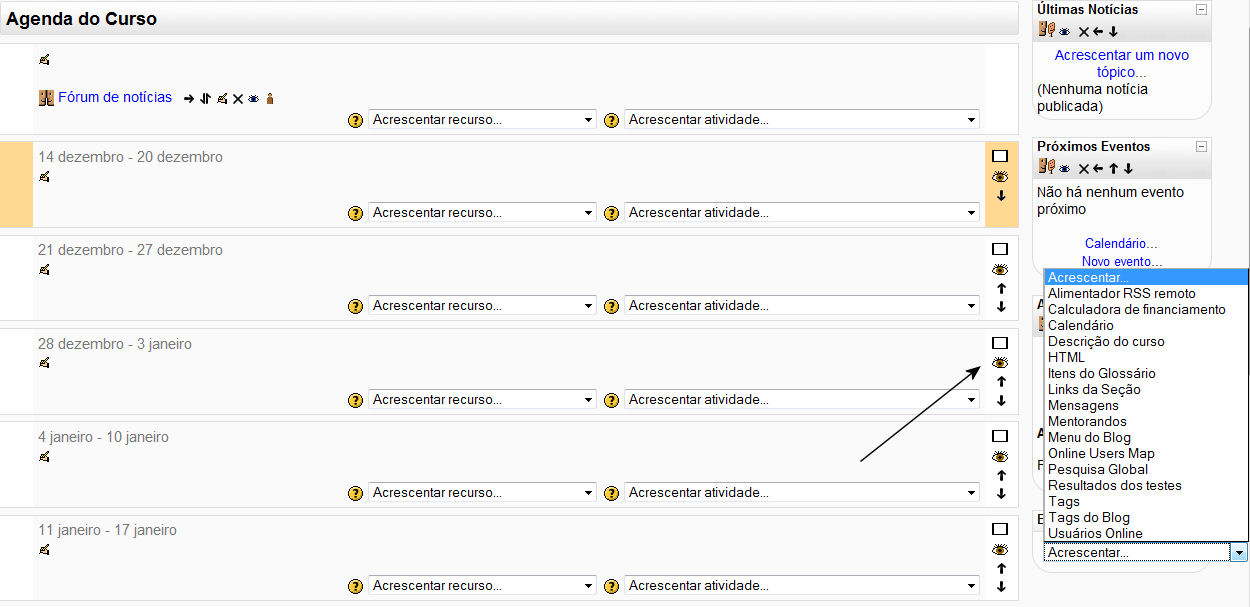 Agenda do Curso
Fórum de notícias
Acrescentar recurso...
Acrescentar atividade...
14 dezembro - 20 dezembro
Acrescentar recurso...
Acrescentar atividade...
21 dezembro - 27 dezembro
Acrescentar recurso...
Acrescentar atividade...
28 dezembro - 3 janeiro
Acrescentar recurso...
Acrescentar atividade...
4 janeiro - 10 janeiro
Acrescentar recurso...
Acrescentar atividade...
11 janeiro - 17 janeiro
Acrescentar recurso...
Acrescentar atividade...
Últimas Notícias
Acrescentar um novo
tópico...
(Nenhuma notícia
publicada)
Próximos Eventos
Não há nenhum evento
próximo
Calendário...
Novo evento...
Acrescentar...
Alimentador RSS remoto
Calculadora de financiamento
Calendário
Descrição do curso
HTML
Itens do Glossário
Links da Seção
Mensagens
Mentorandos
Menu do Blog
Online Users Map
Pesquisa Global
Resultados dos testes
Tags
Tags do Blog
Usuários Online
Acrescentar...